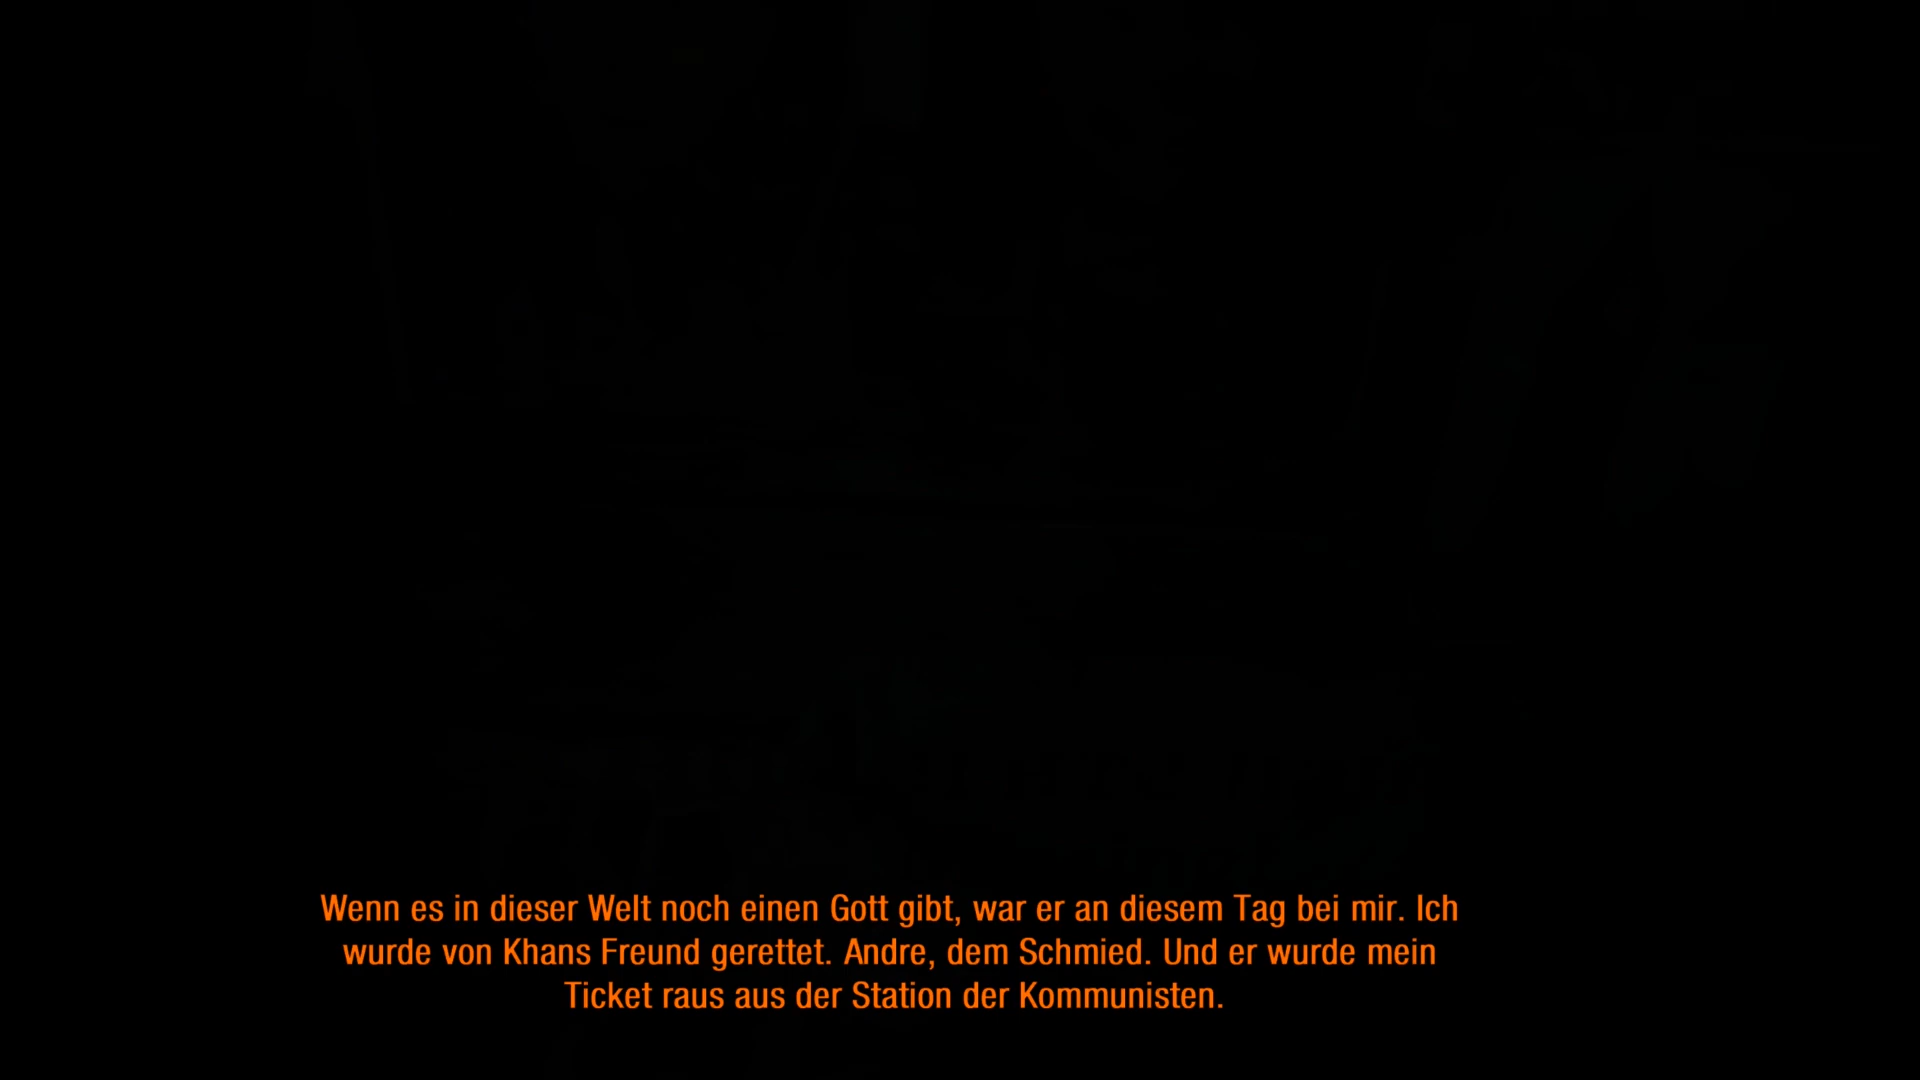 Wenn es in dieser Welt noch einen Gott gibt, war er an diesem Tag bei mir. Ich
wurde von Khans Freund gerettet. Andre, dem Schmied. Und er wurde mein
Ticket raus aus der Station der Kommunisten.